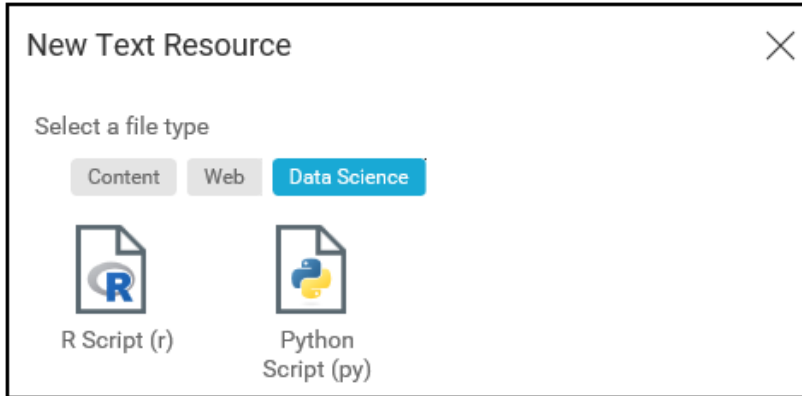 New Text Resource
Select a file type
Content Web Data Science
R
R Script (r) Python
Script (py)